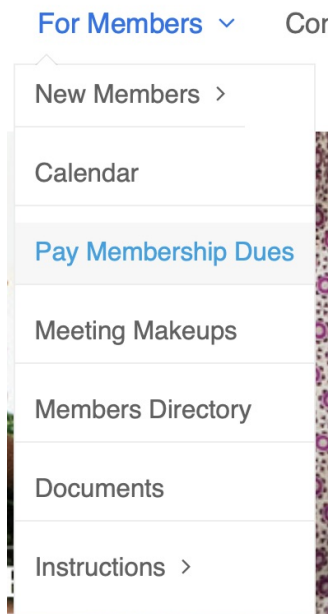 For Members
New Members
Calendar
Pay Membership Dues
Meeting Makeups
Members Directory
Documents
Instructions